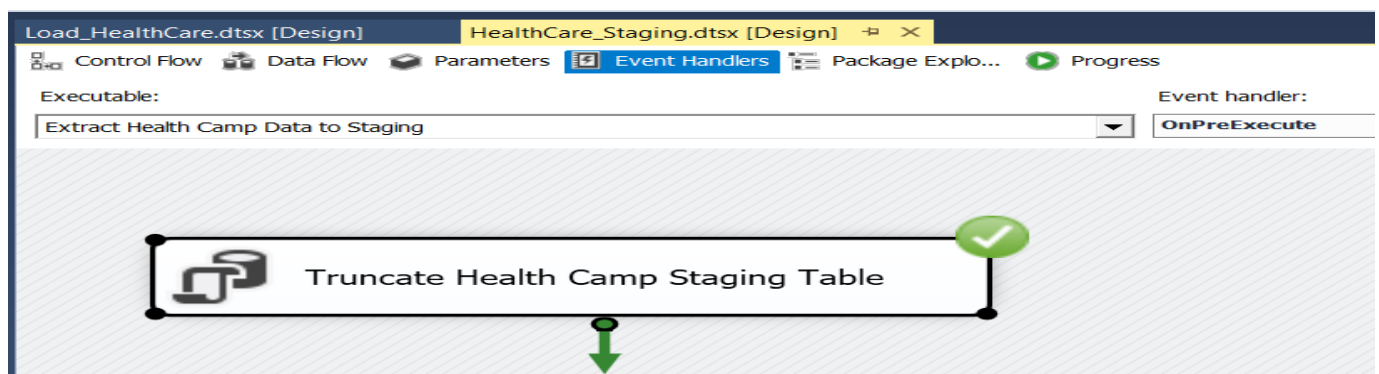 Load_HealthCare.dtsx [Design] HealthCare_Staging.dtsx [Design]
Control Flow Data Flow Parameters Event Handlers Package Explo... Progress
Executable: Event handler:
Extract Health Camp Data to Staging OnPreExecute
Truncate Health Camp Staging Table